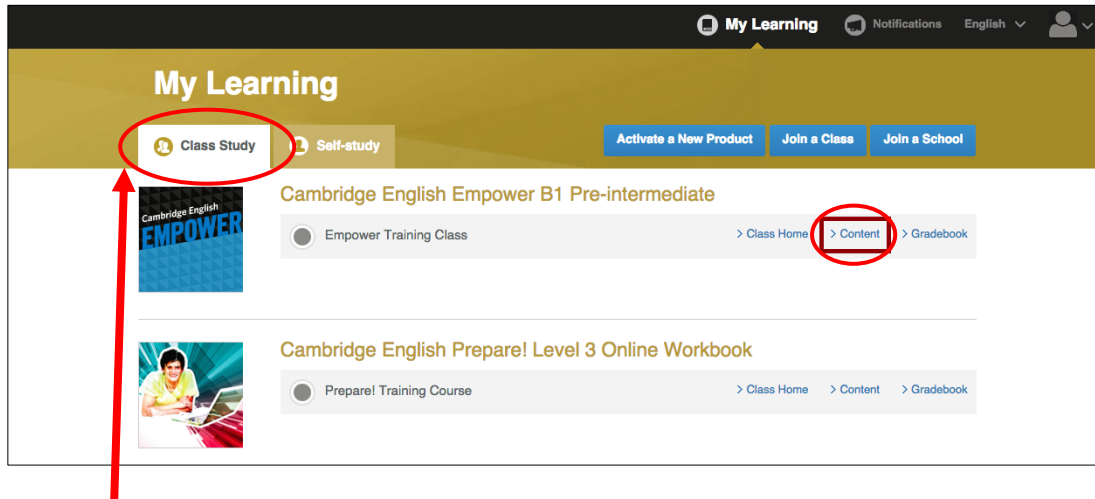 My Learning
Notifications
English
My Learning
Class Study
Self-study
Activate a New Product
Join a Class
Join a School
Cambridge English
EMPOWER
Cambridge English Empower B1 Pre-intermediate
Empower Training Class
> Class Home
> Content
> Gradebook
Cambridge English Prepare! Level 3 Online Workbook
Prepare! Training Course
> Class Home
> Content
> Gradebook